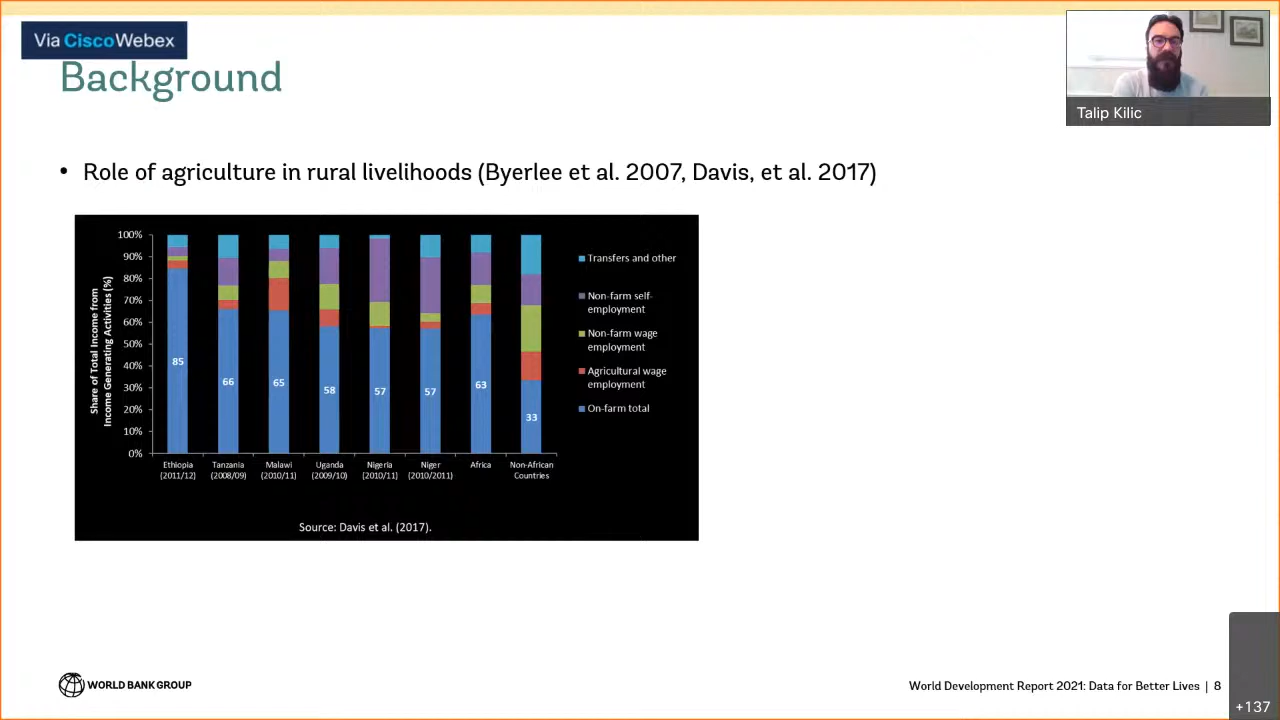 Via CiscoWebex
Background
Talip Kilic
• Role of agriculture in rural livelihoods (Byerlee et al. 2007, Davis, et al. 2017)
Share of Total Income from
Income Generating Activities (%)
100%
90%
80%
70%
60%
50%
40%
30%
20%
10%
0%
85
66
65
58
57
57
63
33
Ethiopia
(2011/12)
Tanzania
(2008/09)
Malawi
(2010/11)
Uganda
(2009/10)
Nigeria
(2010/11)
Niger
(2010/2011)
Africa
Non-African
Countries
Transfers and other
Non-farm self-
employment
Non-farm wage
employment
Agricultural wage
employment
On-farm total
Source: Davis et al. (2017).
WORLD BANK GROUP
World Development Report 2021: Data for Better Lives | 8
+137